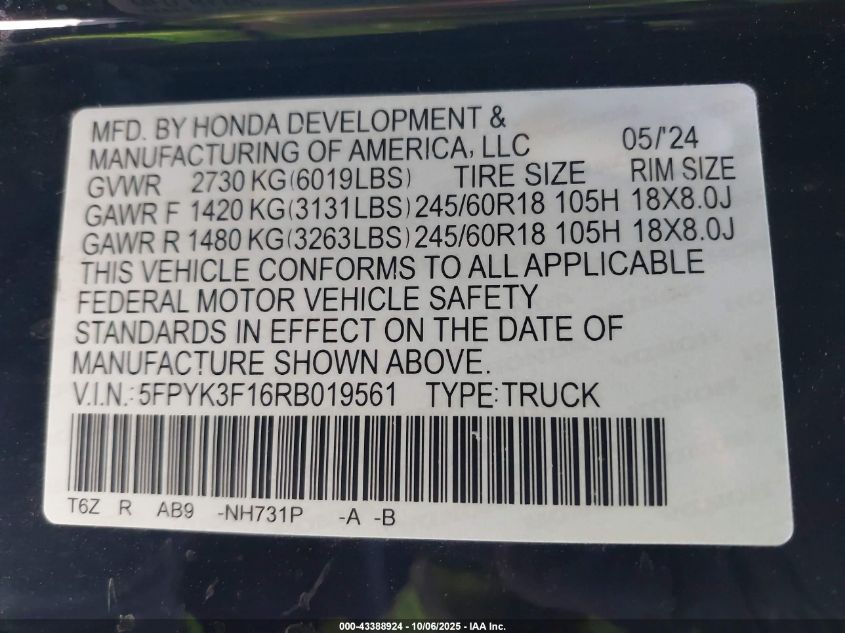 MFD. BY HONDA DEVELOPMENT &
MANUFACTURING OF AMERICA, LLC 05/'24
GVWR 2730 KG(6019LBS) TIRE SIZE RIM SIZE
GAWR F 1420 KG(3131LBS) 245/60R18 105H 18X8.0J
GAWR R 1480 KG(3263LBS) 245/60R18 105H 18X8.0J
THIS VEHICLE CONFORMS TO ALL APPLICABLE
FEDERAL MOTOR VEHICLE SAFETY
STANDARDS IN EFFECT ON THE DATE OF
MANUFACTURE SHOWN ABOVE.
V.I.N.: 5FPYK3F16RB019561 TYPE: TRUCK
T6Z R AB9 -NH731P -A -B
000-43388924 - 10/06/2025 - IAA Inc.